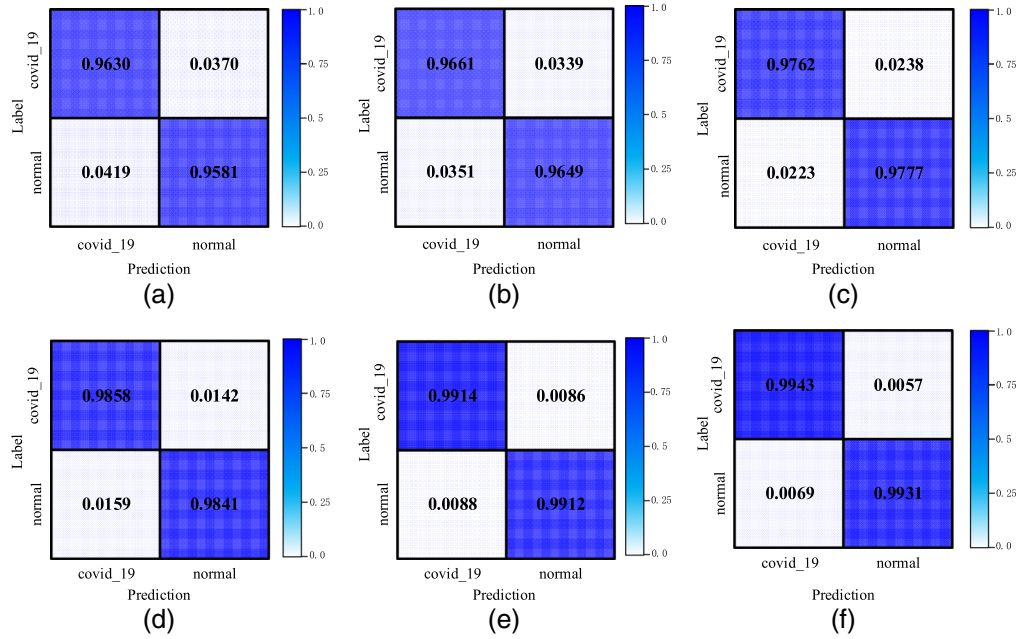 1. 0
covid_19
0.9630
0.0370
0.75
Label
0. 5
normal
0.0419
0.9581
0.25
0. 0
covid_19
normal
Prediction
(a)
1. 0
covid_19
0.9661
0.0339
0.75
Label
0. 5
normal
0.0351
0.9649
0.25
0. 0
covid_19
normal
Prediction
(b)
1. 0
covid_19
0.9762
0.0238
0.75
Label
0. 5
normal
0.0223
0.9777
0.25
0. 0
covid_19
normal
Prediction
(c)
1. 0
covid_19
0.9858
0.0142
0.75
Label
0. 5
normal
0.0159
0.9841
0.25
0. 0
covid_19
normal
Prediction
(d)
1. 0
covid_19
0.9914
0.0086
0.75
Label
0. 5
normal
0.0088
0.9912
0.25
0. 0
covid_19
normal
Prediction
(e)
1. 0
covid_19
0.9943
0.0057
0.75
Label
0. 5
normal
0.0069
0.9931
0.25
0. 0
covid_19
normal
Prediction
(f)